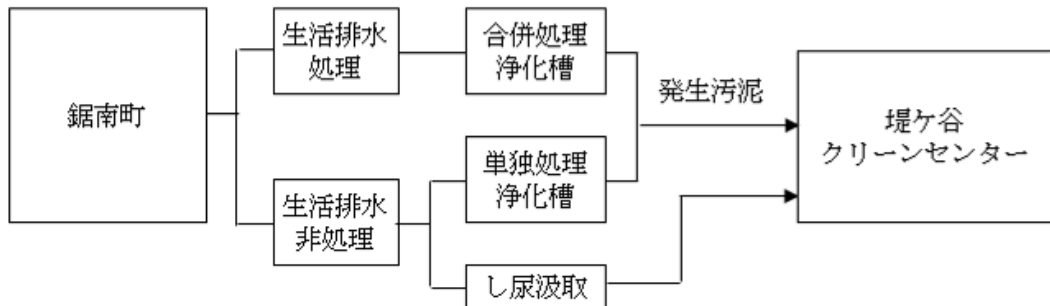 鋸南町
生活排水
処理
合併処理
浄化槽
発生汚泥
堤ケ谷
クリーンセンター
生活排水
非処理
単独処理
浄化槽
し尿汲取